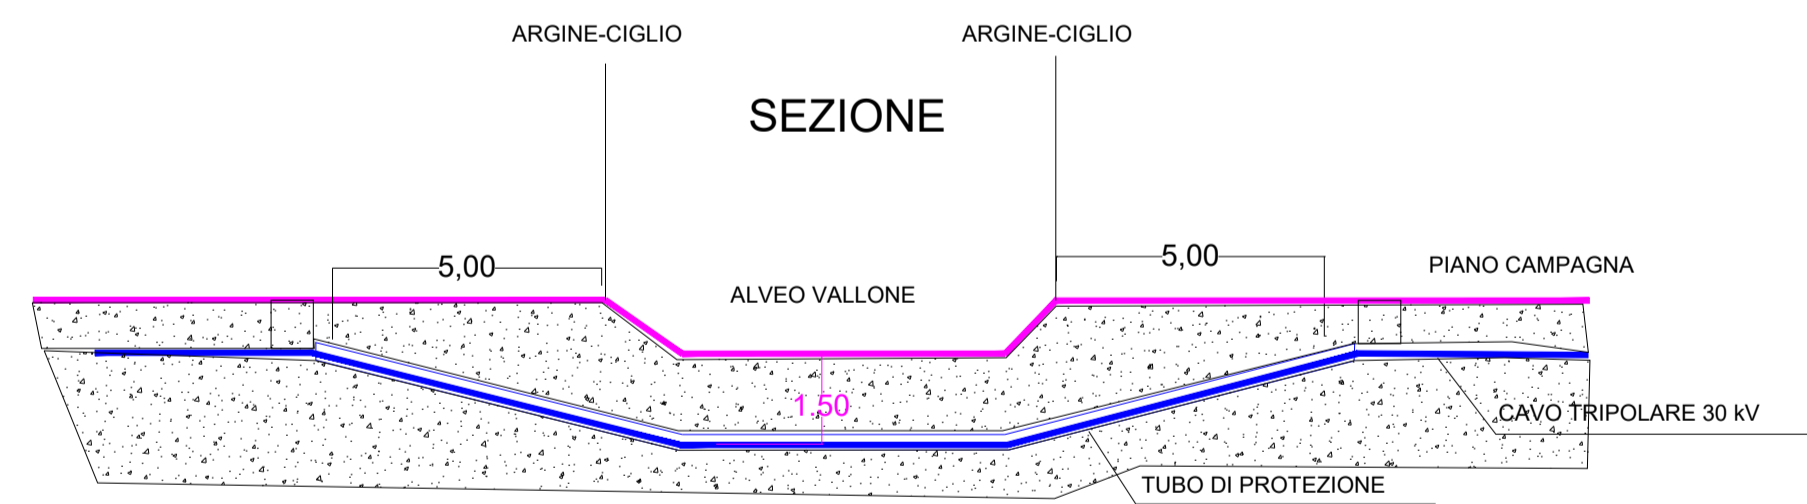 ARGINE-CIGLIO
ARGINE-CIGLIO
SEZIONE
5,00
5,00
PIANO CAMPAGNA
ALVEO VALLONE
1.50
CAVO TRIPOLARE 30 kV
TUBO DI PROTEZIONE